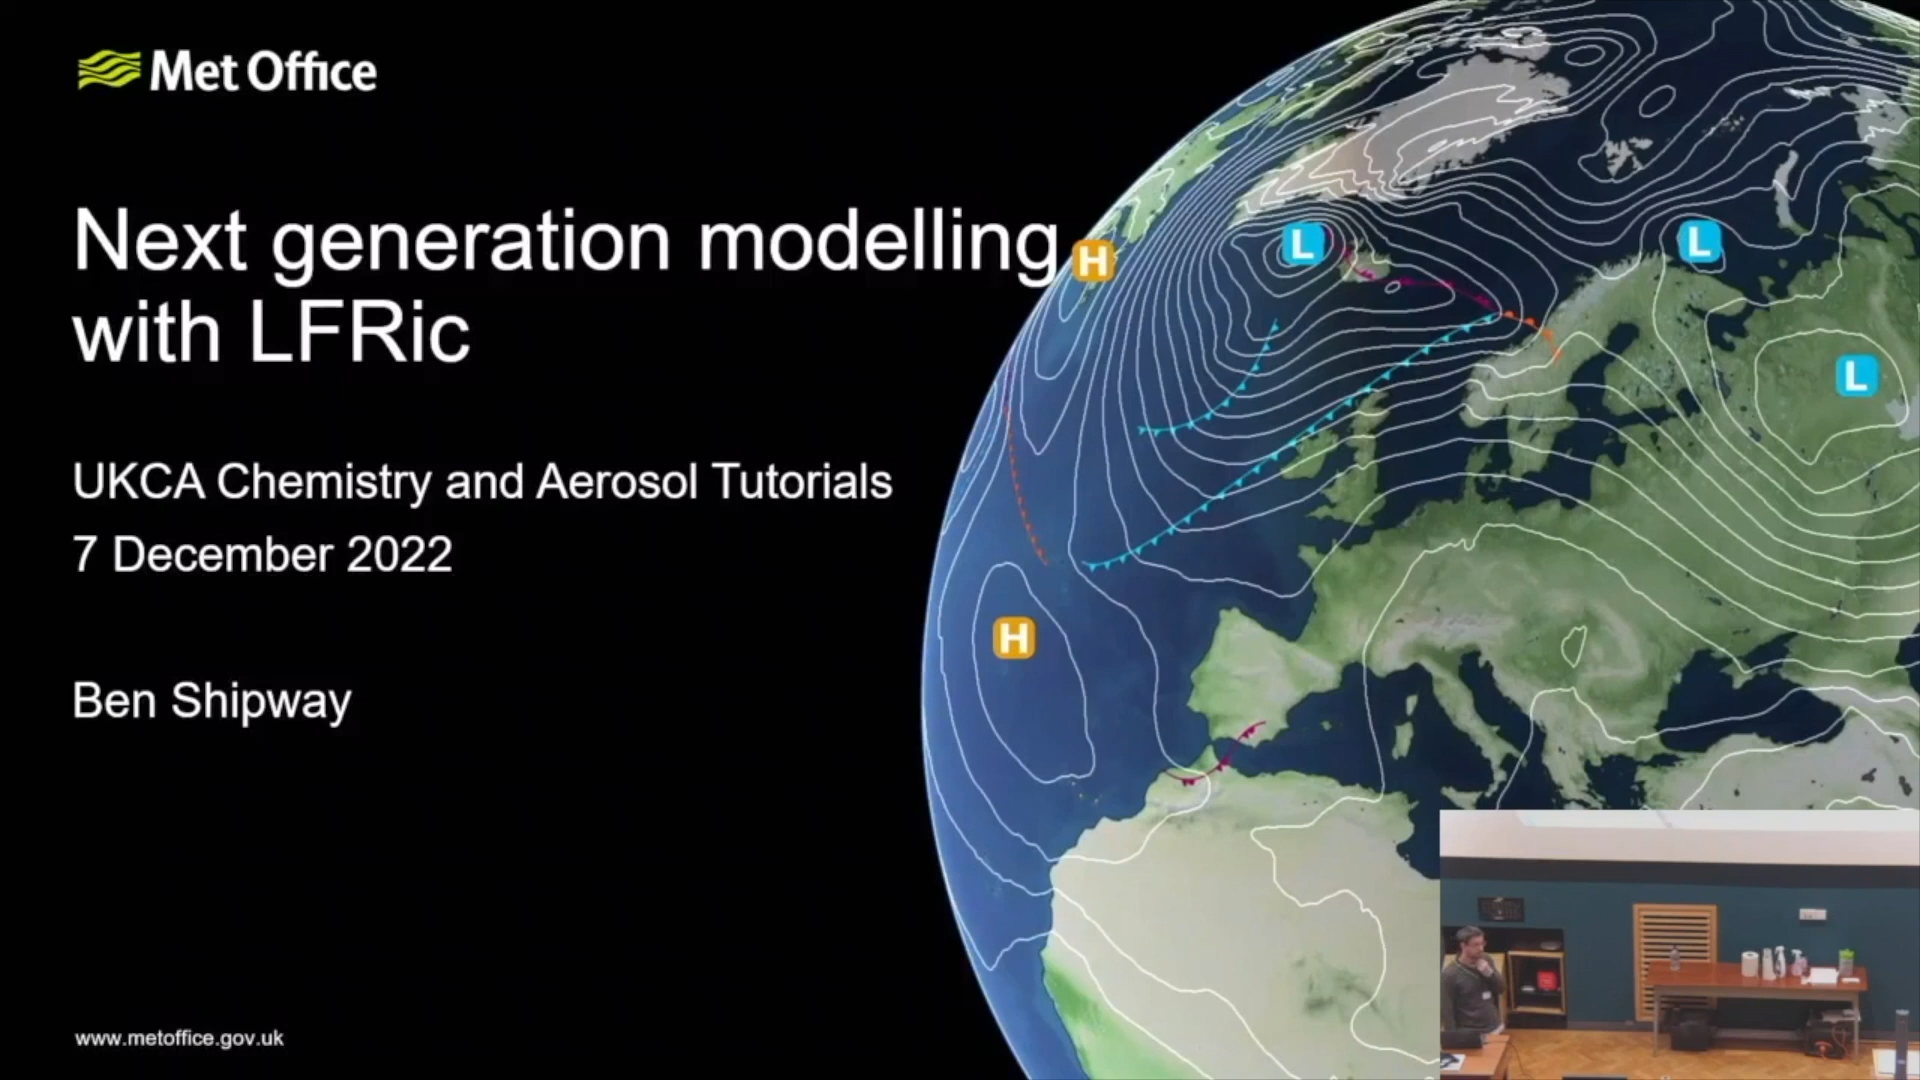 Met Office
Next generation modelling
with LFRic
UKCA Chemistry and Aerosol Tutorials
7 December 2022
Ben Shipway
www.metoffice.gov.uk
H
L
L
L
H